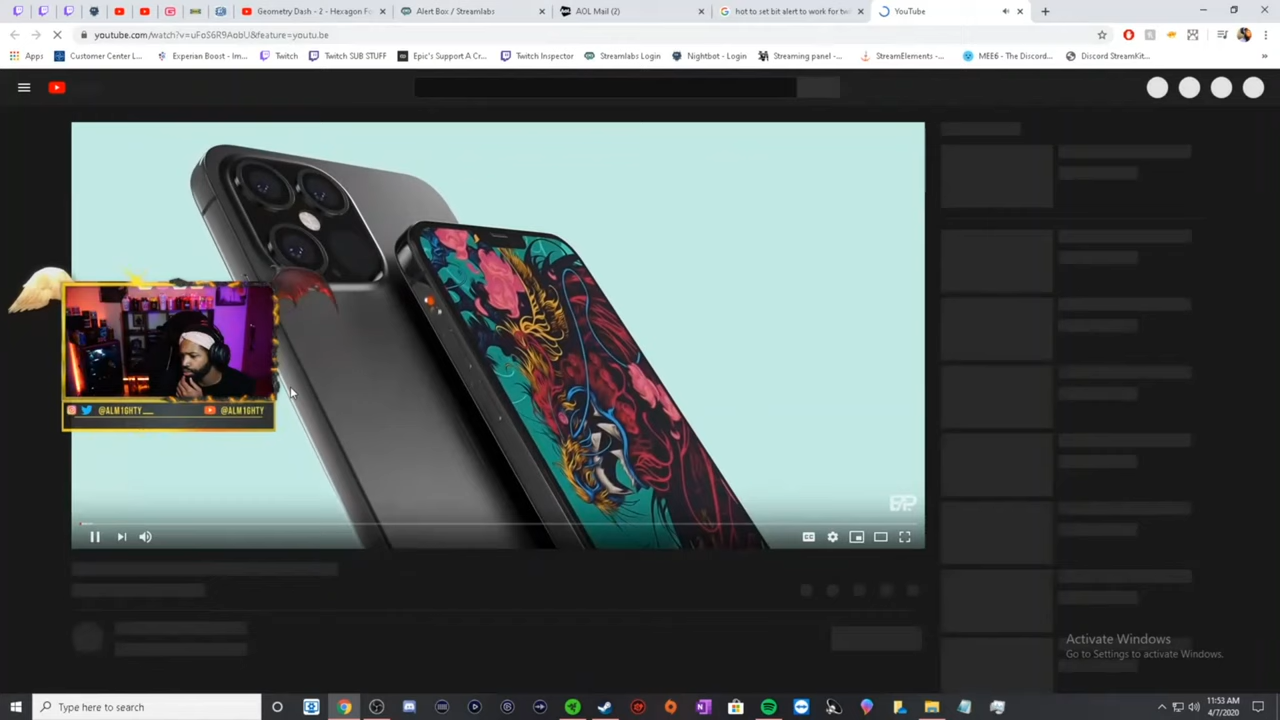 Geometry Dash - 2 - Hexagon Fo
Alert Box / Streamlabs
AOL Mail (2)
hot to set bit alert to work for tw
YouTube
youtube.com/watch?v=uFoS6R9AobU&feature=youtu.be
Apps
Customer Center L...
Experian Boost - Im...
Twitch
Twitch SUB STUFF
Epic's Support A C...
Twitch Inspector
Streamlabs Login
Nightbot - Login
Streaming panel -...
StreamElements -...
MEE6 - The Discord...
Discord StreamKit...
@ALM1GHTY__
@ALM1GHTY
CC
Activate Windows
Go to Settings to activate Windows.
Type here to search
11:53 AM
4/7/2020